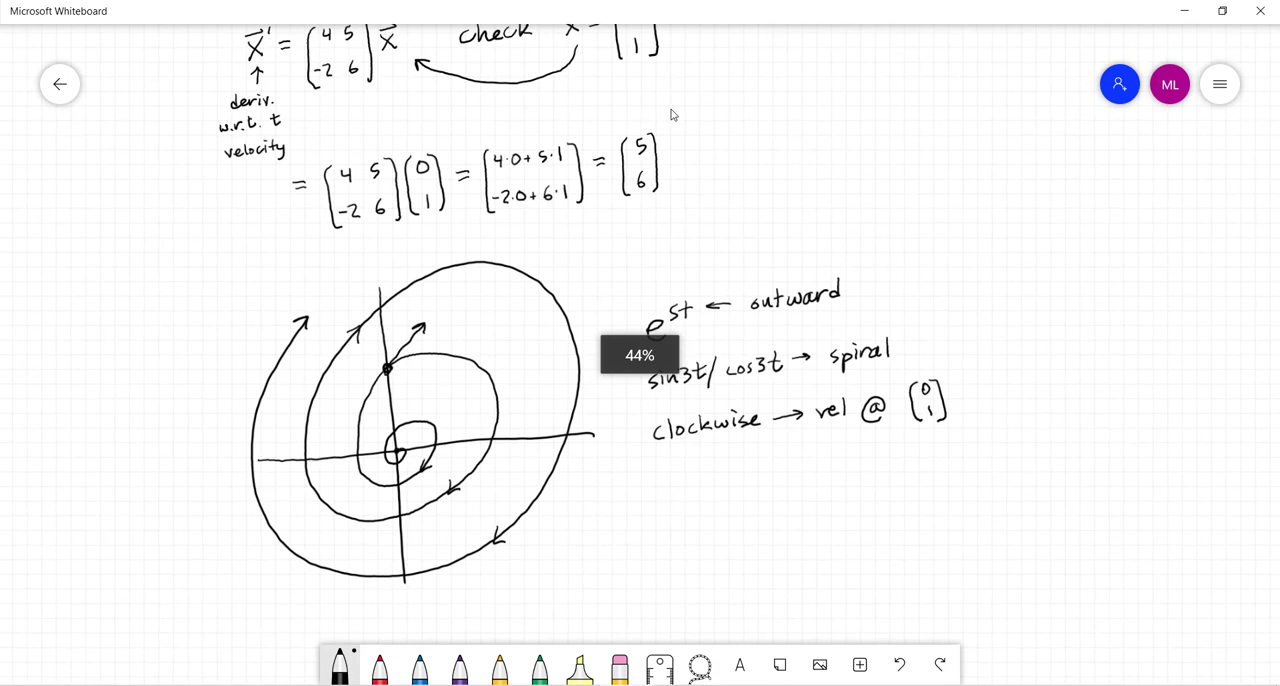 Microsoft Whiteboard
X⃗' = [4 5; -2 6] X⃗ check X = [ 1]
↑
deriv.
w.r.t. t
velocity
= [4 5; -2 6] [0; 1] = [4·0+5·1; -2·0+6·1] = [5; 6]
ML
e^5t ← outward
44%
sin3t/cos3t → spiral
clockwise → vel @ [0; 1]
A